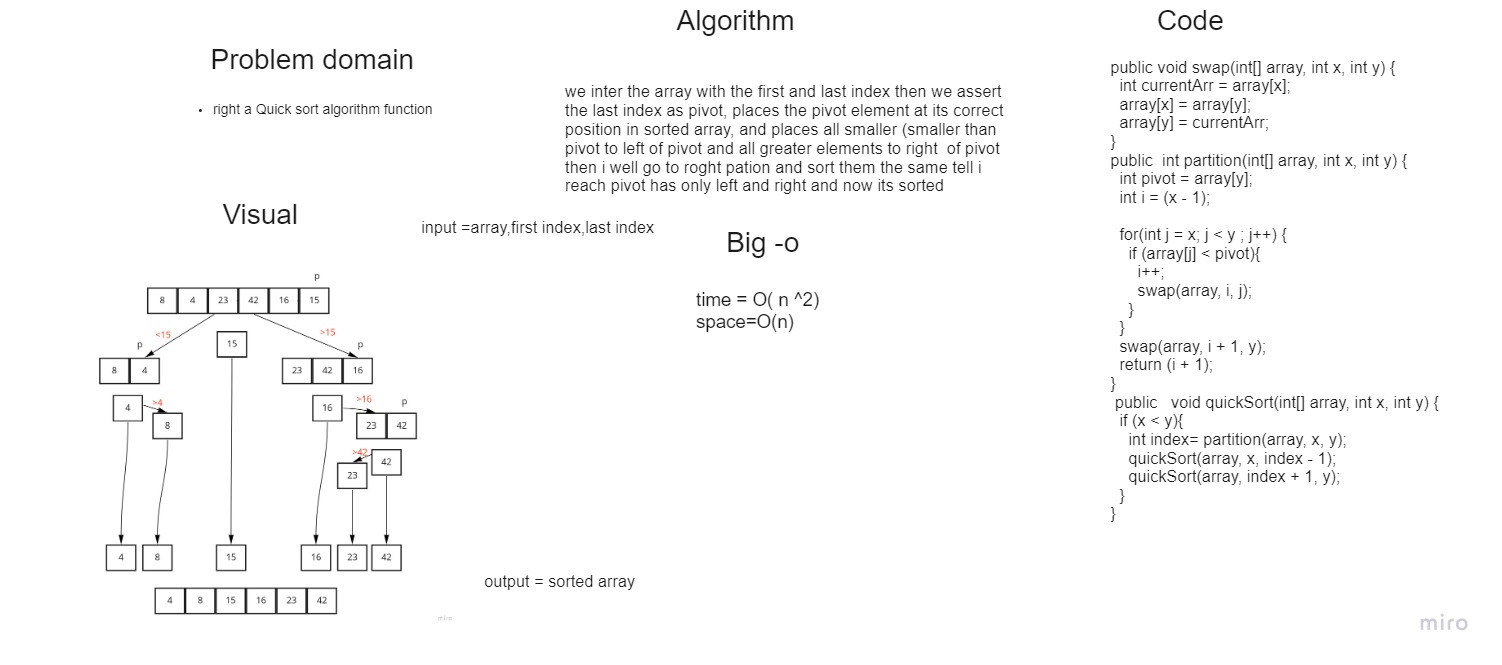 Problem domain
• right a Quick sort algorithm function
Visual
input =array,first index,last index
p
8 4 23 42 16 15
<15
>15
15
p
p
8 4
23 42 16
4
>4
8
16
>16
p
23 42
>42
42
23
4 8 15 16 23 42
output = sorted array
4 8 15 16 23 42
miro
Algorithm
we inter the array with the first and last index then we assert
the last index as pivot, places the pivot element at its correct
position in sorted array, and places all smaller (smaller than
pivot to left of pivot and all greater elements to right  of pivot
then i well go to roght pation and sort them the same tell i
reach pivot has only left and right and now its sorted
Big -o
time = O( n ^2)
space=O(n)
Code
public void swap(int[] array, int x, int y) {
int currentArr = array[x];
array[x] = array[y];
array[y] = currentArr;
}
public  int partition(int[] array, int x, int y) {
int pivot = array[y];
int i = (x - 1);
for(int j = x; j < y ; j++) {
if (array[j] < pivot){
i++;
swap(array, i, j);
}
}
swap(array, i + 1, y);
return (i + 1);
}
public   void quickSort(int[] array, int x, int y) {
if (x < y){
int index= partition(array, x, y);
quickSort(array, x, index - 1);
quickSort(array, index + 1, y);
}
}
miro